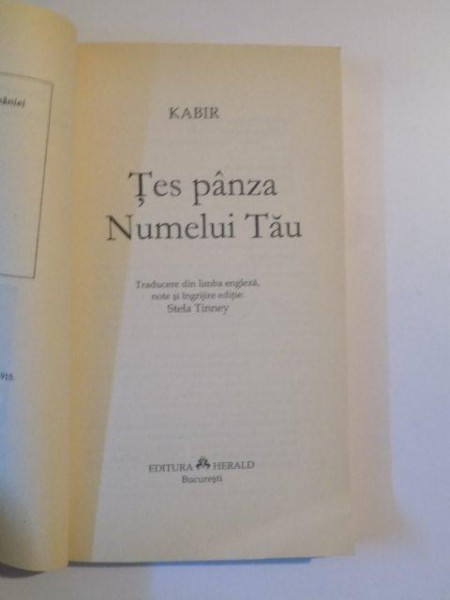 KABIR
Țes pânza
Numelui Tău
Traducere din limba engleză,
note și îngrijire ediție:
Stela Tinney
EDITURA HERALD
București